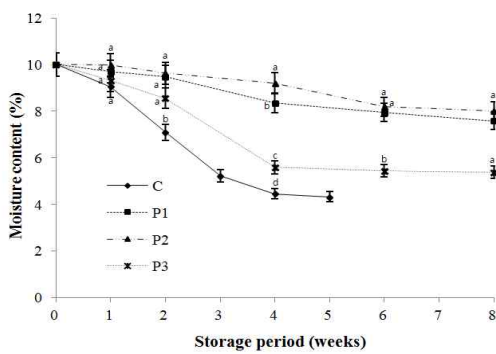 12
a
a
10
a
a
a
a
a
a
a
a
a
a
8
b
a
b
Moisture content (%)
6
c
b
a
d
4
C
P1
2
P2
P3
0
0 1 2 3 4 5 6 7 8
Storage period (weeks)